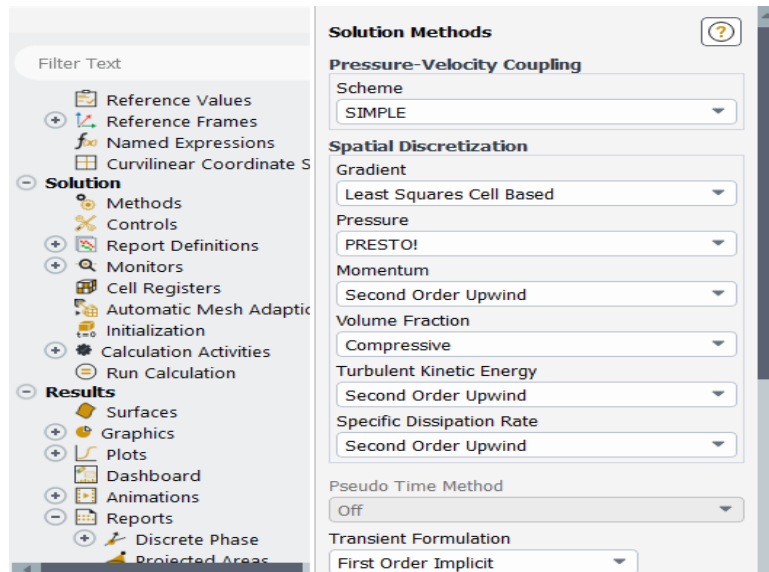 Filter Text
Reference Values
Reference Frames
Named Expressions
Curvilinear Coordinate S
Solution
Methods
Controls
Report Definitions
Monitors
Cell Registers
Automatic Mesh Adaptic
Initialization
Calculation Activities
Run Calculation
Results
Surfaces
Graphics
Plots
Dashboard
Animations
Reports
Discrete Phase
Projected Areas
Solution Methods
?
Pressure-Velocity Coupling
Scheme
SIMPLE
Spatial Discretization
Gradient
Least Squares Cell Based
Pressure
PRESTO!
Momentum
Second Order Upwind
Volume Fraction
Compressive
Turbulent Kinetic Energy
Second Order Upwind
Specific Dissipation Rate
Second Order Upwind
Pseudo Time Method
Off
Transient Formulation
First Order Implicit